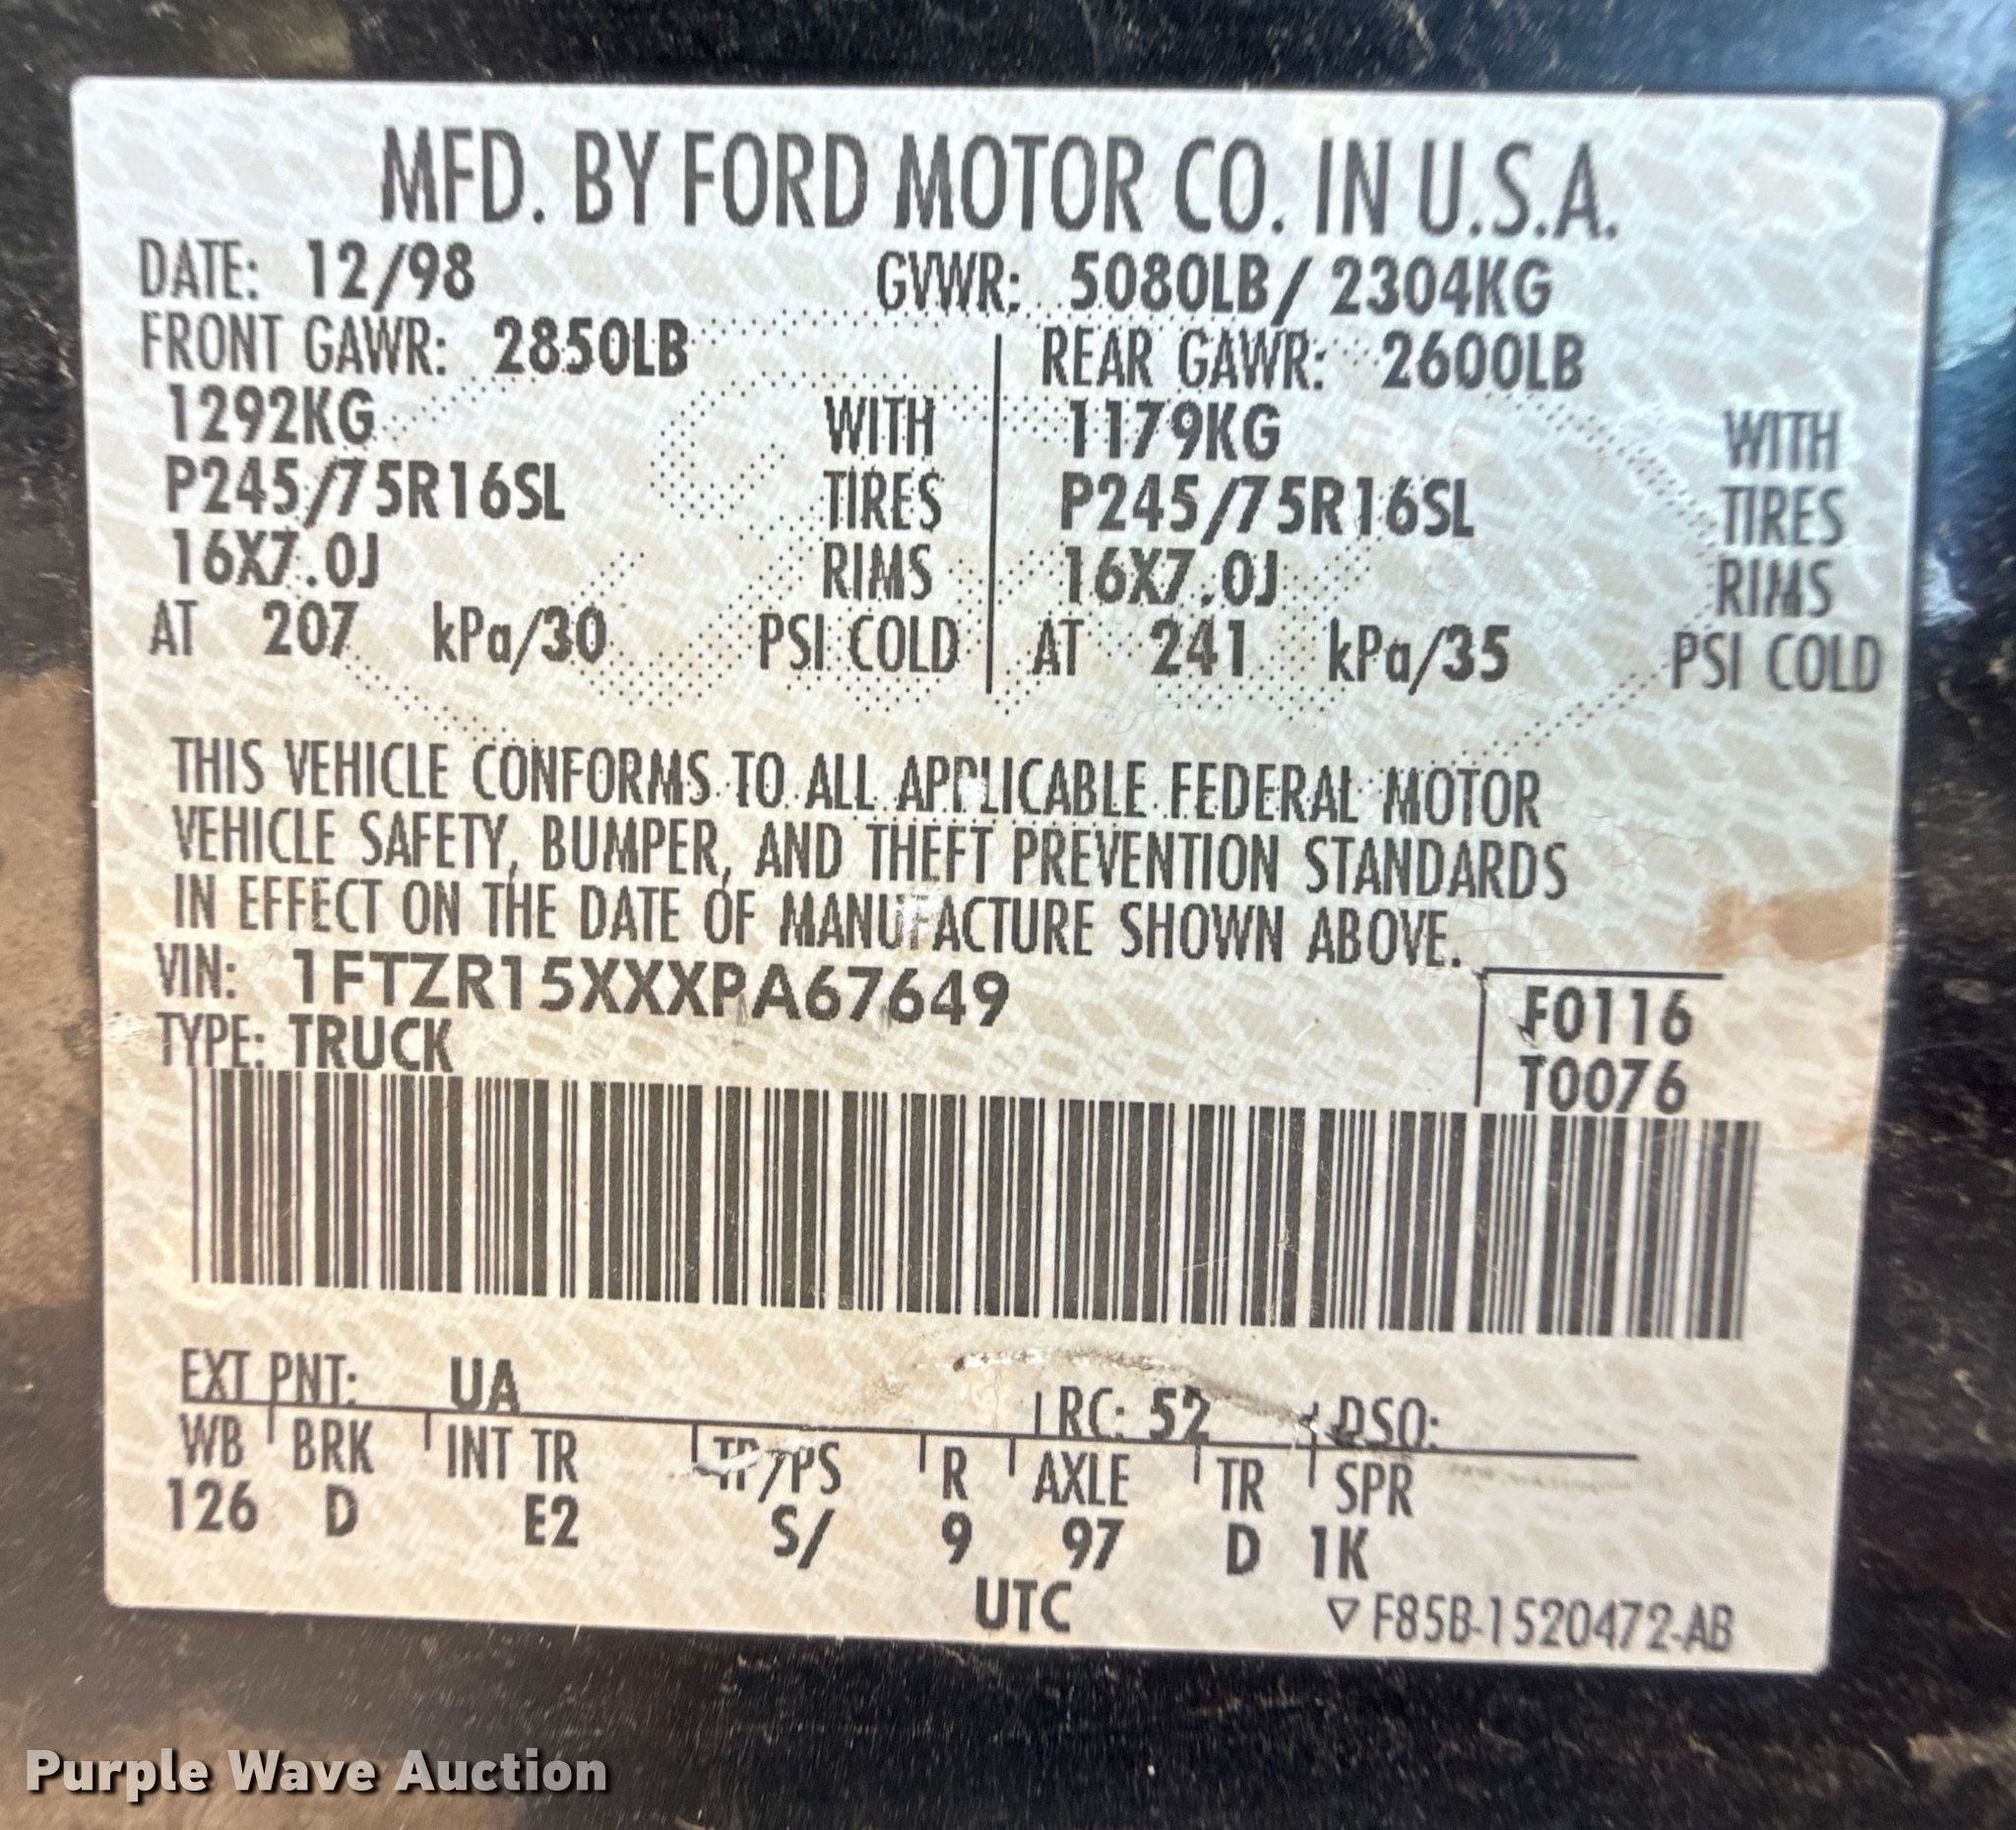 MFD. BY FORD MOTOR CO. IN U.S.A.
DATE: 12/98 GVWR: 5080LB/ 2304KG
FRONT GAWR: 2850LB REAR GAWR: 2600LB
1292KG WITH 1179KG WITH
P245/75R16SL TIRES P245/75R16SL TIRES
16X7.0J RIMS 16X7.0J RIMS
AT 207 kPa/30 PSI COLD AT 241 kPa/35 PSI COLD
THIS VEHICLE CONFORMS TO ALL APPLICABLE FEDERAL MOTOR
VEHICLE SAFETY, BUMPER, AND THEFT PREVENTION STANDARDS
IN EFFECT ON THE DATE OF MANUFACTURE SHOWN ABOVE.
VIN: 1FTZR15XXXPA67649
F0116
TYPE: TRUCK
T0076
EXT PNT: UA RC: 52 DSO:
WB BRK INT TR TP/PS R AXLE TR SPR
126 D E2 S/ 9 97 D 1K
UTC
▽ F85B-1520472-AB
Purple Wave Auction